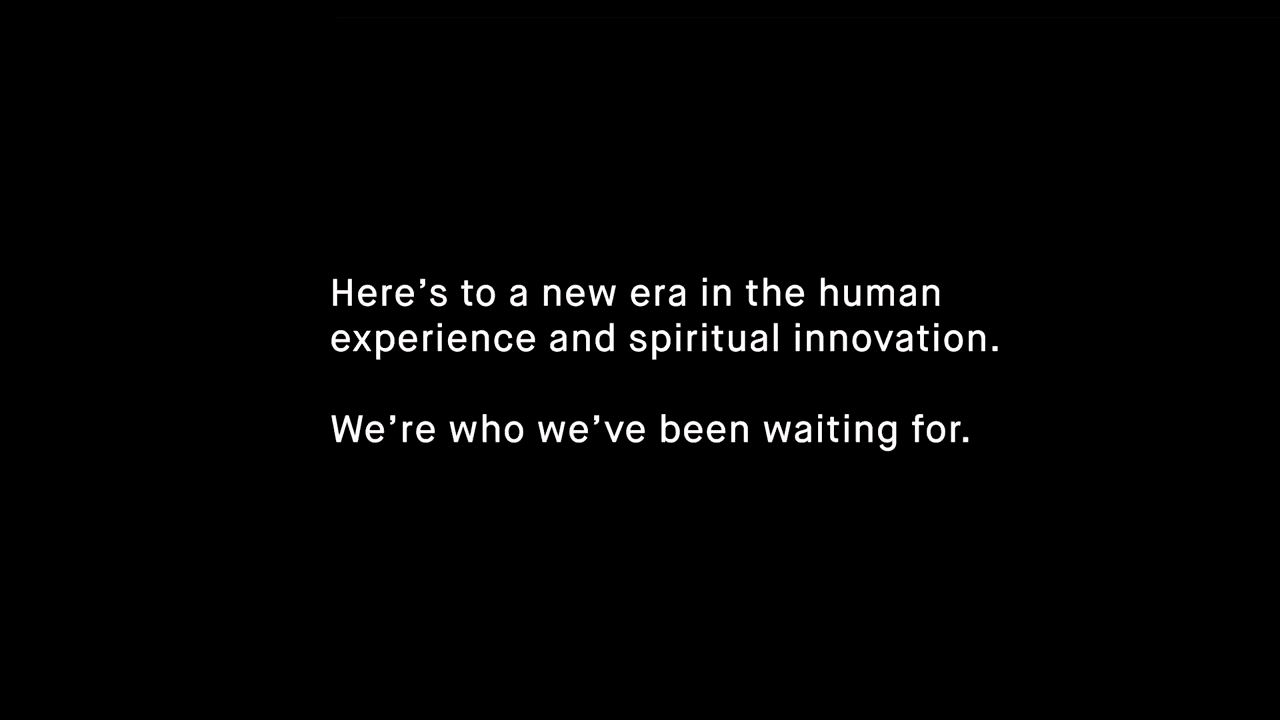 Here’s to a new era in the human
experience and spiritual innovation.
We’re who we’ve been waiting for.